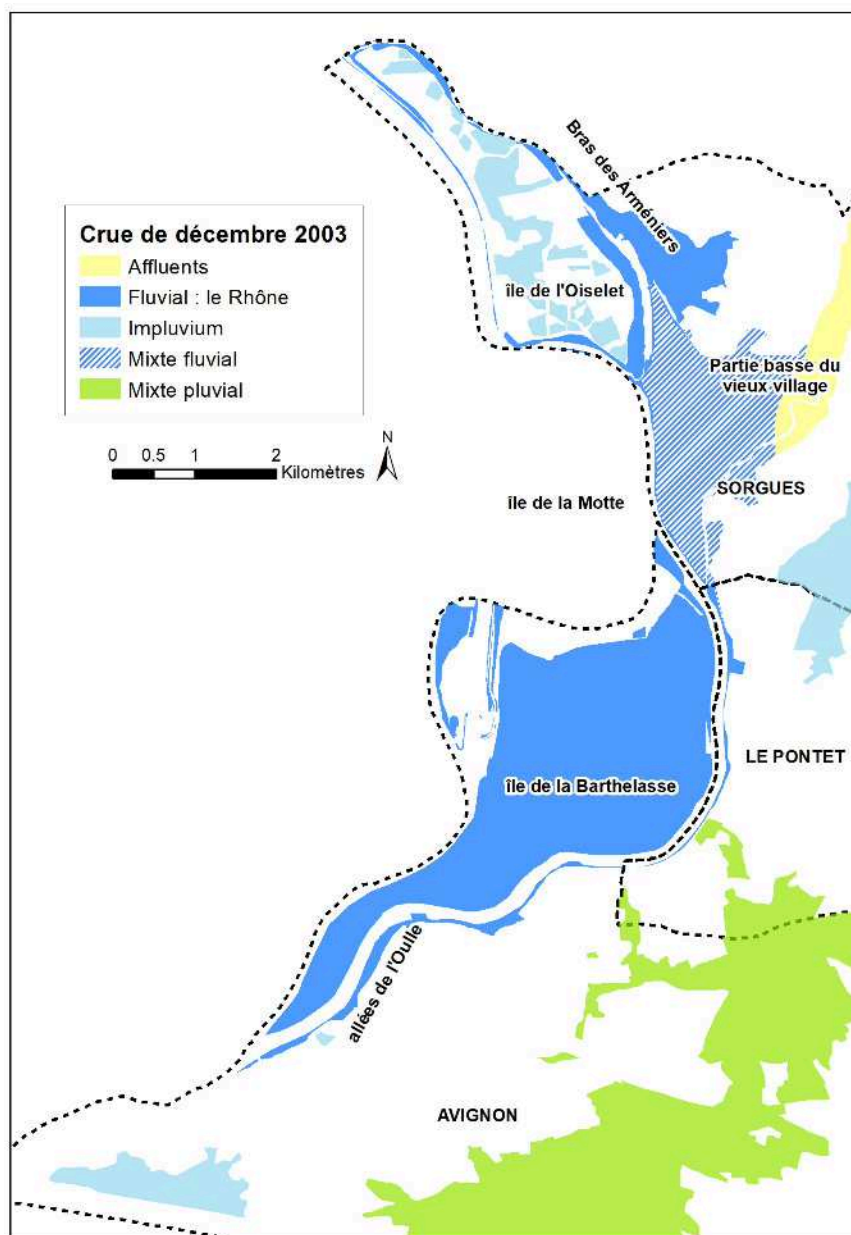 Bras des Arméniers
Crue de décembre 2003
Affluents
Fluvial : le Rhône
Impluvium
Mixte fluvial
Mixte pluvial
île de l'Oiselet
Partie basse du
vieux village
0 0.5 1 2
Kilomètres
N
SORGUES
île de la Motte
LE PONTET
île de la Barthelasse
allées de l'Oulle
AVIGNON